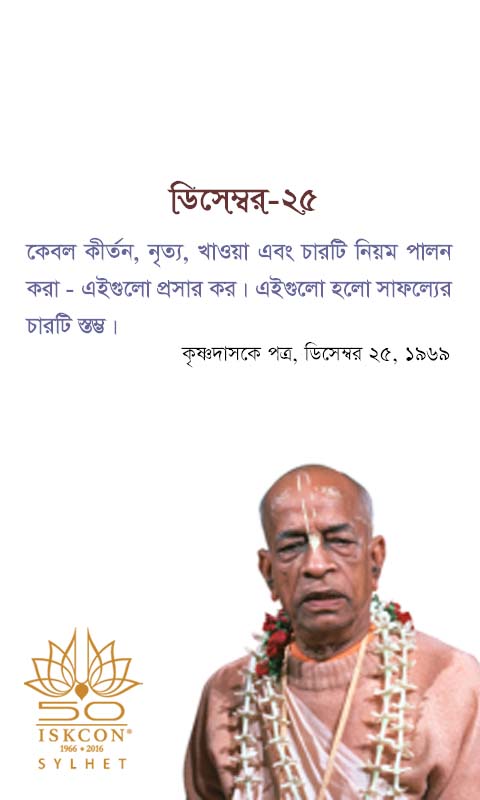 ডিসেম্বর-২৫
কেবল কীর্তন, নৃত্য, খাওয়া এবং চারটি নিয়ম পালন
করা - এইগুলো প্রসার কর। এইগুলো হলো সাফল্যের
চারটি স্তম্ভ।
কৃষ্ণদাসকে পত্র, ডিসেম্বর ২৫, ১৯৬৯
50
ISKCON®
1966 • 2016
SYLHET